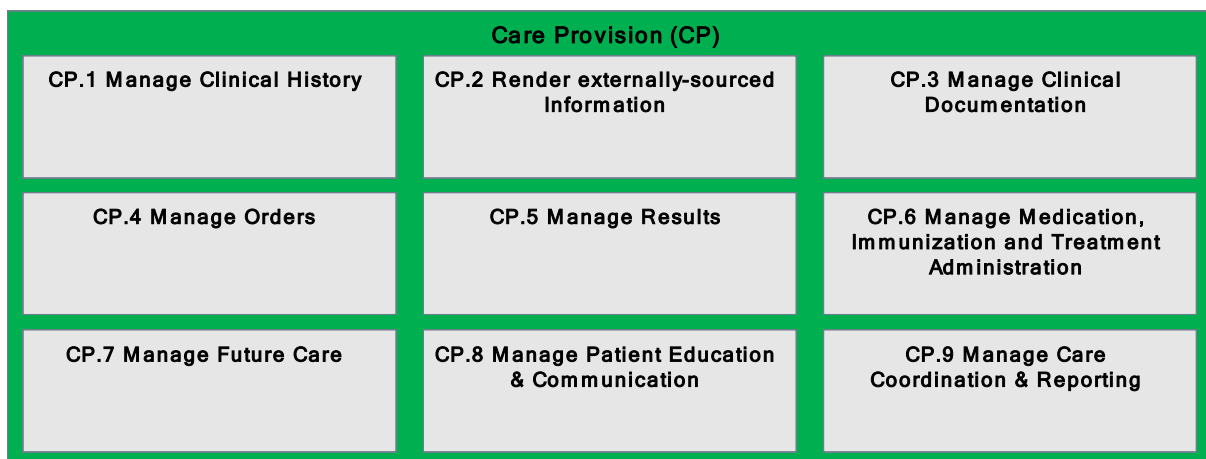 Care Provision (CP)
CP.1 Manage Clinical History
CP.2 Render externally-sourced
Information
CP.3 Manage Clinical
Documentation
CP.4 Manage Orders
CP.5 Manage Results
CP.6 Manage Medication,
Immunization and Treatment
Administration
CP.7 Manage Future Care
CP.8 Manage Patient Education
& Communication
CP.9 Manage Care
Coordination & Reporting